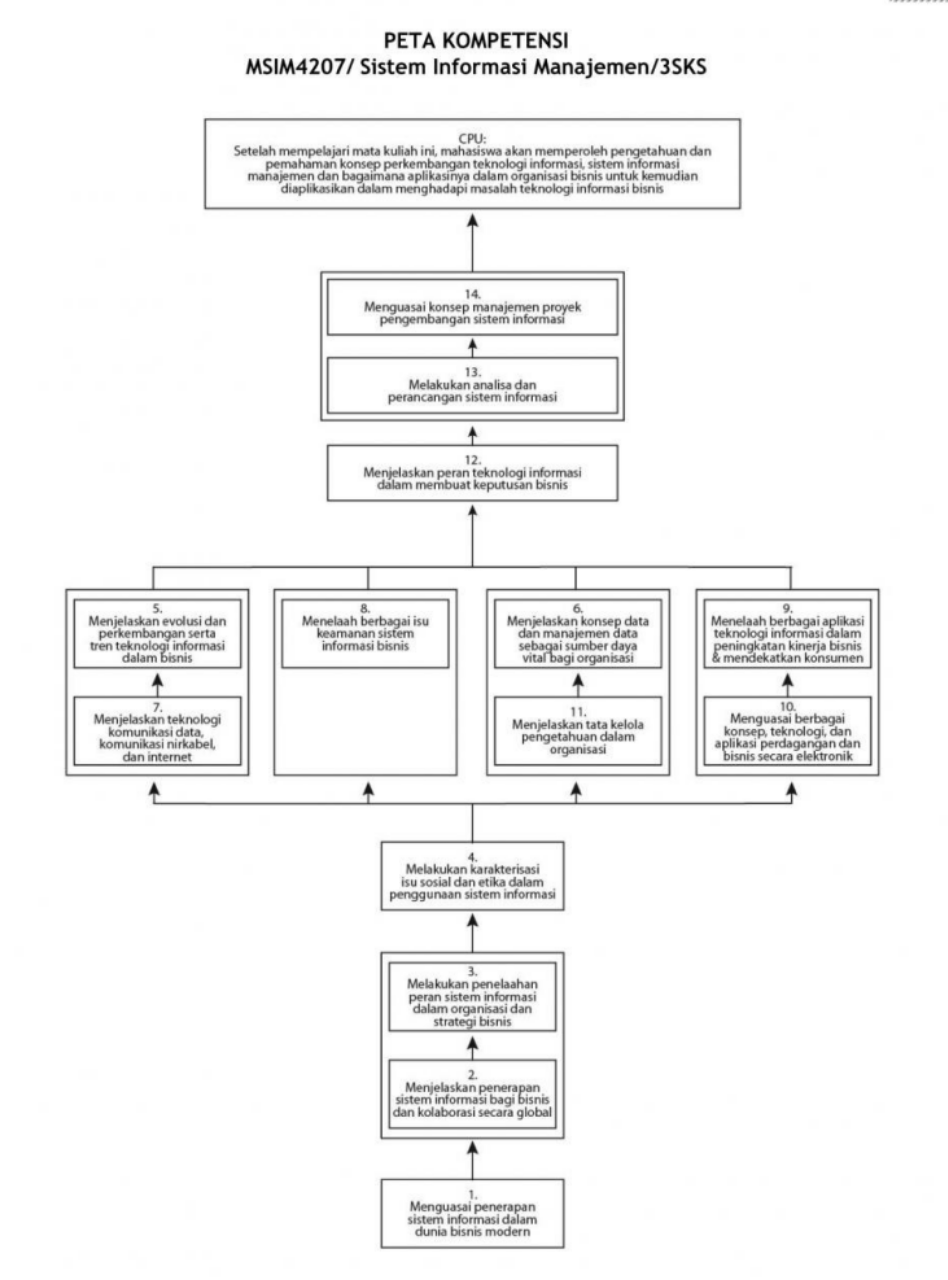 PETA KOMPETENSI
MSIM4207/ Sistem Informasi Manajemen/3SKS
CPU:
Setelah mempelajari mata kuliah ini, mahasiswa akan memperoleh pengetahuan dan
pemahaman konsep perkembangan teknologi informasi, sistem informasi
manajemen dan bagaimana aplikasinya dalam organisasi bisnis untuk kemudian
diaplikasikan dalam menghadapi masalah teknologi informasi bisnis
14.
Menguasai konsep manajemen proyek
pengembangan sistem informasi
13.
Melakukan analisa dan
perancangan sistem informasi
12.
Menjelaskan peran teknologi informasi
dalam membuat keputusan bisnis
5.
Menjelaskan evolusi dan
perkembangan serta
tren teknologi informasi
dalam bisnis
7.
Menjelaskan teknologi
komunikasi data,
komunikasi nirkabel,
dan internet
8.
Menelaah berbagai isu
keamanan sistem
informasi bisnis
6.
Menjelaskan konsep data
dan manajemen data
sebagai sumber daya
vital bagi organisasi
11.
Menjelaskan tata kelola
pengetahuan dalam
organisasi
9.
Menelaah berbagai aplikasi
teknologi informasi dalam
peningkatan kinerja bisnis
& mendekatkan konsumen
10.
Menguasai berbagai
konsep, teknologi, dan
aplikasi perdagangan dan
bisnis secara elektronik
4.
Melakukan karakterisasi
isu sosial dan etika dalam
penggunaan sistem informasi
3.
Melakukan penelaahan
peran sistem informasi
dalam organisasi dan
strategi bisnis
2.
Menjelaskan penerapan
sistem informasi bagi bisnis
dan kolaborasi secara global
1.
Menguasai penerapan
sistem informasi dalam
dunia bisnis modern